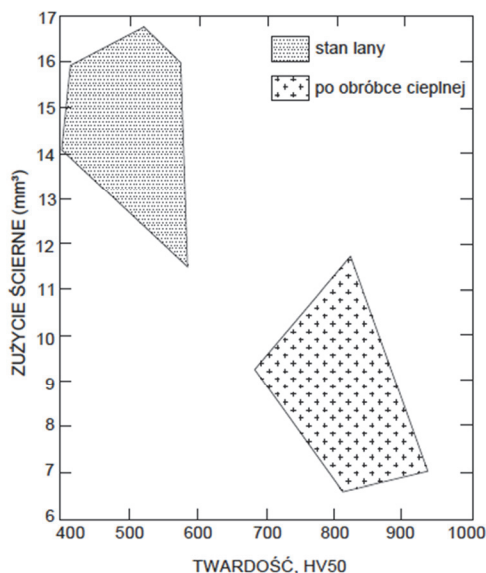 17
16
15
14
13
12
11
10
9
8
7
6
ZUŻYCIE ŚCIERNE (mm³)
stan lany
po obróbce cieplnej
400 500 600 700 800 900 1000
TWARDOŚĆ, HV50